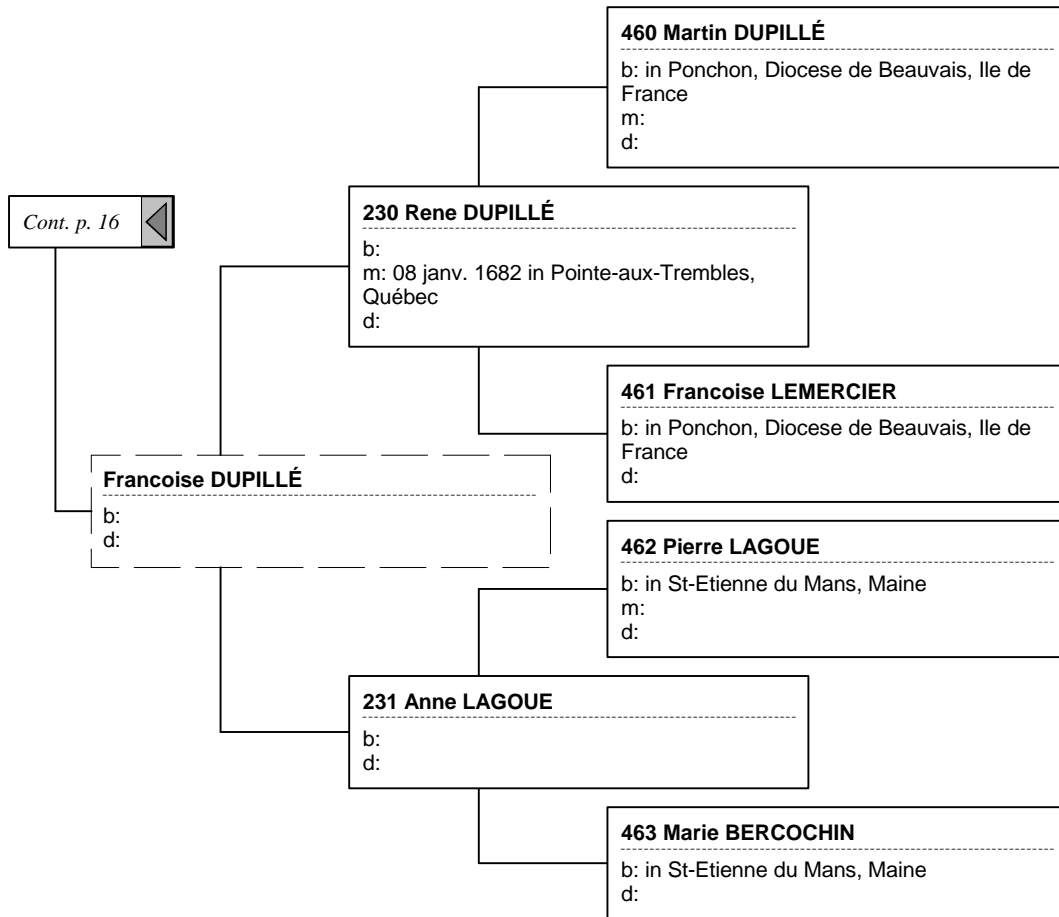 460 Martin DUPILLÉ
b: in Ponchon, Diocese de Beauvais, Ile de
France
m:
d:
Cont. p. 16
230 Rene DUPILLÉ
b:
m: 08 janv. 1682 in Pointe-aux-Trembles,
Québec
d:
461 Francoise LEMERCIER
b: in Ponchon, Diocese de Beauvais, Ile de
France
d:
Francoise DUPILLÉ
b:
d:
462 Pierre LAGOUE
b: in St-Etienne du Mans, Maine
m:
d:
231 Anne LAGOUE
b:
d:
463 Marie BERCOCHIN
b: in St-Etienne du Mans, Maine
d: